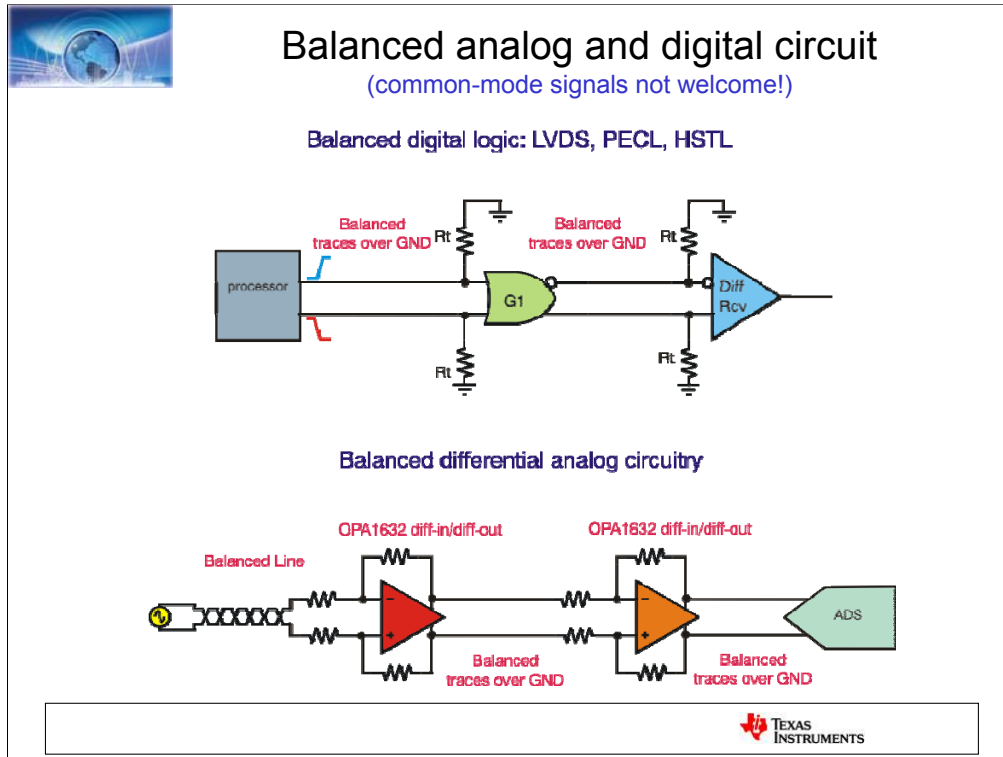 Balanced analog and digital circuit
(common-mode signals not welcome!)
Balanced digital logic: LVDS, PECL, HSTL
Balanced
traces over GND
Rt
Balanced
traces over GND
Rt
processor
G1
Diff
Rcv
Rt
Rt
Balanced differential analog circuitry
OPA1632 diff-in/diff-out
OPA1632 diff-in/diff-out
Balanced Line
ADS
Balanced
traces over GND
Balanced
traces over GND
TEXAS
INSTRUMENTS